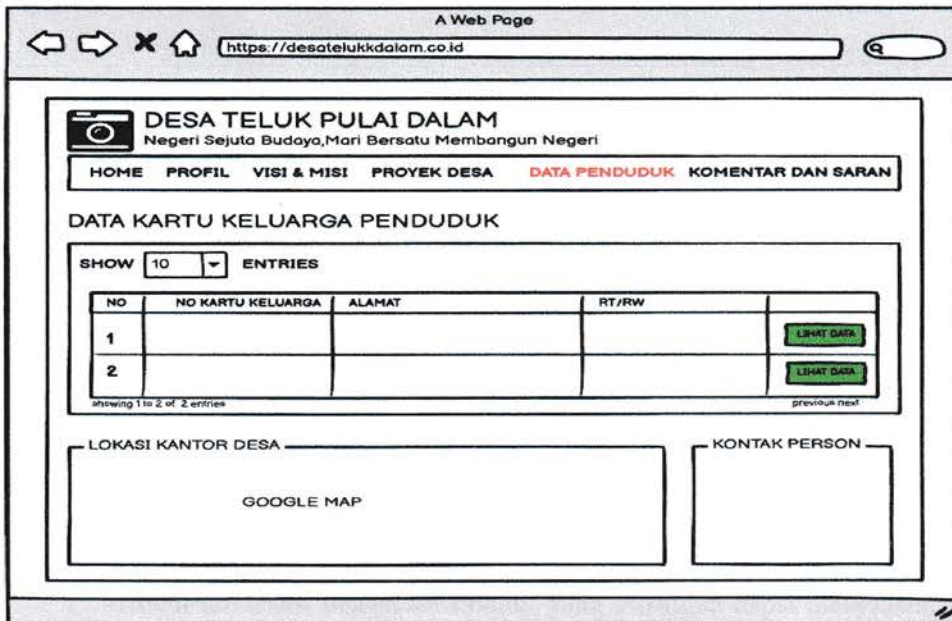 A Web Page
https://desatelukkdalam.co.id
DESA TELUK PULAI DALAM
Negeri Sejuta Budaya,Mari Bersatu Membangun Negeri
HOME PROFIL VISI & MISI PROYEK DESA DATA PENDUDUK KOMENTAR DAN SARAN
DATA KARTU KELUARGA PENDUDUK
SHOW 10 ENTRIES
NO NO KARTU KELUARGA ALAMAT RT/RW
1 LIHAT DATA
2 LIHAT DATA
showing 1 to 2 of 2 entries previous next
LOKASI KANTOR DESA KONTAK PERSON
GOOGLE MAP